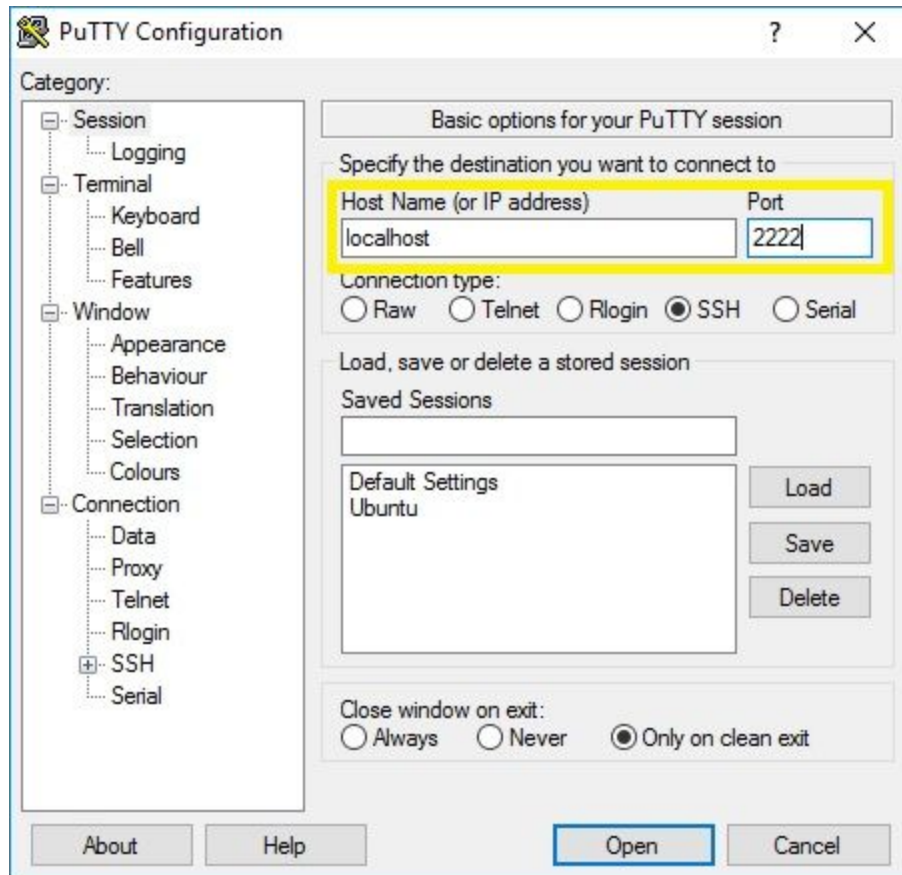 PuTTY Configuration ? X
Category:
Session
Logging
Terminal
Keyboard
Bell
Features
Window
Appearance
Behaviour
Translation
Selection
Colours
Connection
Data
Proxy
Telnet
Rlogin
SSH
Serial
Basic options for your PuTTY session
Specify the destination you want to connect to
Host Name (or IP address) Port
localhost 2222
Connection type:
Raw Telnet Rlogin SSH Serial
Load, save or delete a stored session
Saved Sessions
Default Settings
Ubuntu
Load
Save
Delete
Close window on exit:
Always Never Only on clean exit
About Help Open Cancel